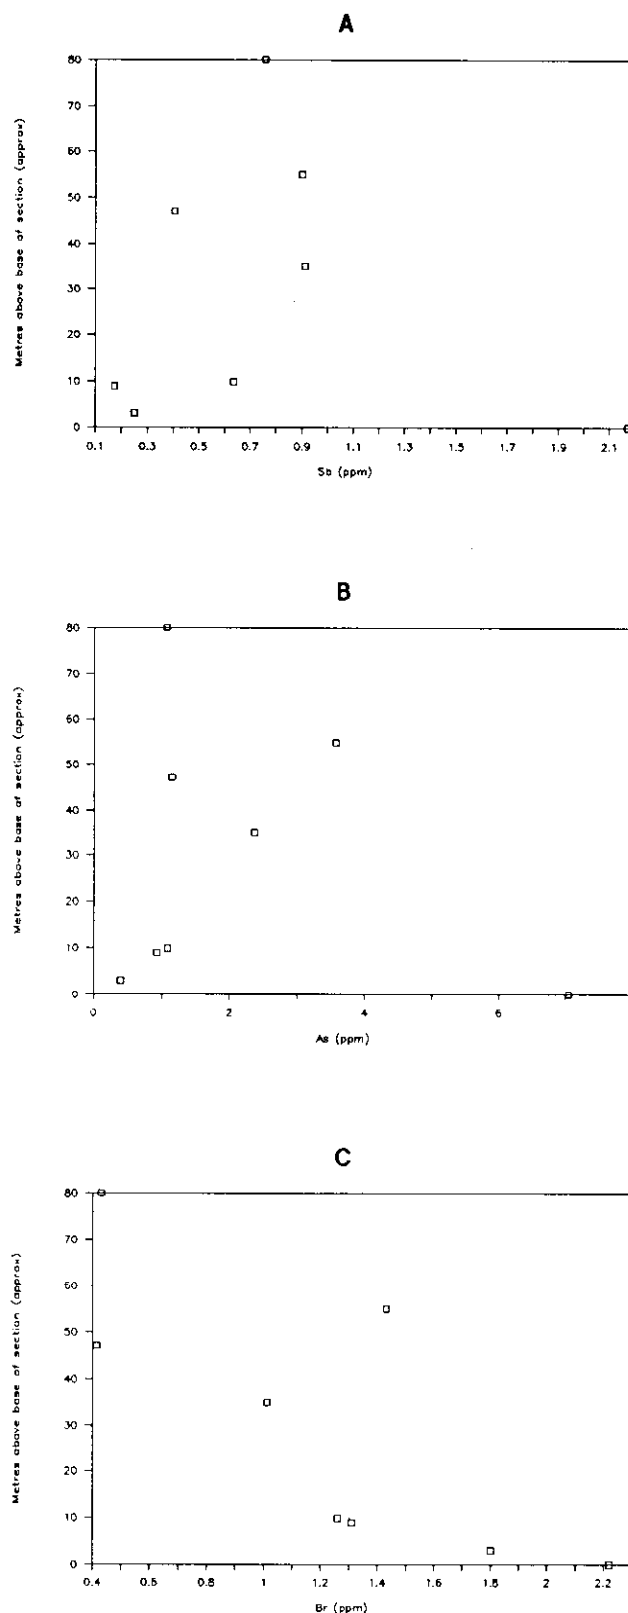 A
80
70
60
50
40
30
20
10
0
Metres above base of section (approx)
0.1 0.3 0.5 0.7 0.9 1.1 1.3 1.5 1.7 1.9 2.1
Sb (ppm)
B
80
70
60
50
40
30
20
10
0
Metres above base of section (approx)
0 2 4 6
As (ppm)
C
80
70
60
50
40
30
20
10
0
Metres above base of section (approx)
0.4 0.6 0.8 1 1.2 1.4 1.6 1.8 2 2.2
Br (ppm)